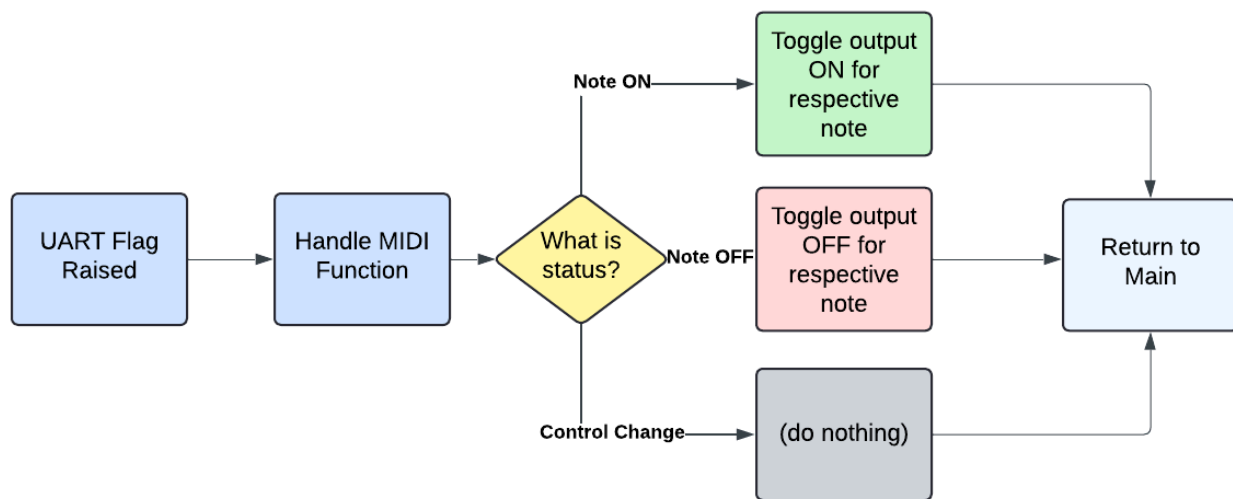 UART Flag
Raised
Handle MIDI
Function
What is
status?
Note ON
Toggle output
ON for
respective
note
Note OFF
Toggle output
OFF for
respective
note
Control Change
(do nothing)
Return to
Main